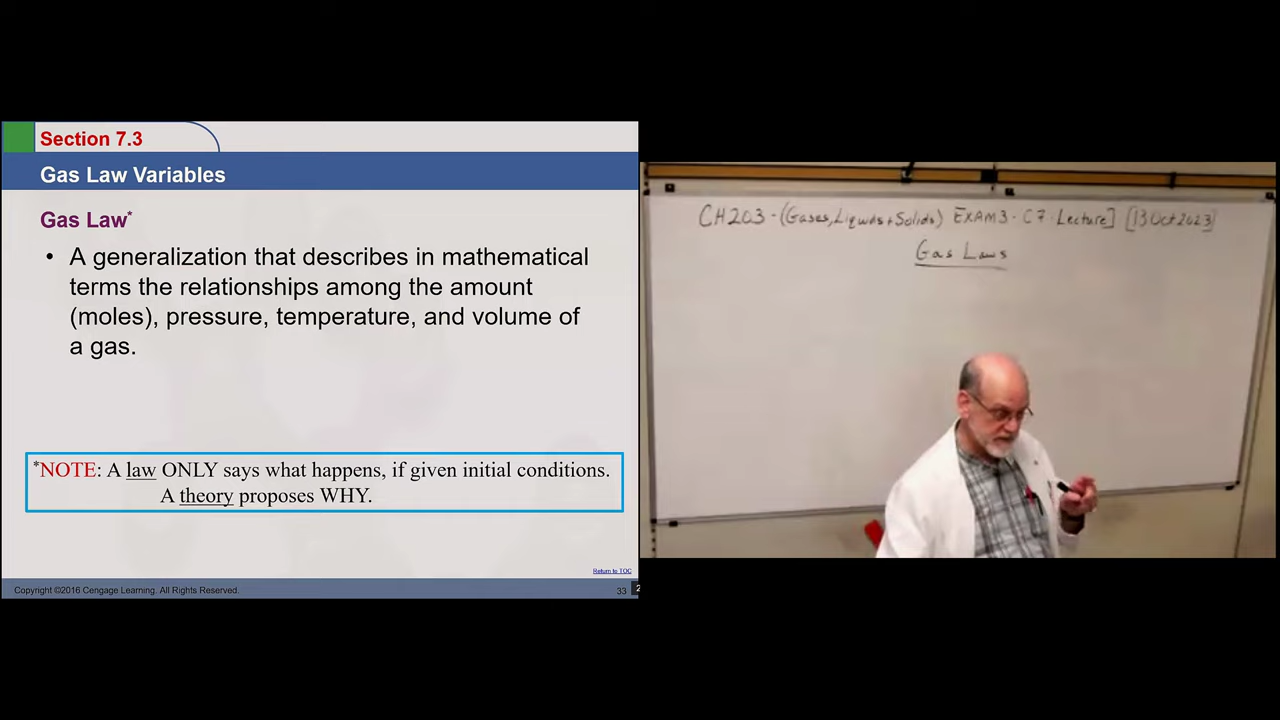 Section 7.3
Gas Law Variables
Gas Law*
• A generalization that describes in mathematical
terms the relationships among the amount
(moles), pressure, temperature, and volume of
a gas.
*NOTE: A law ONLY says what happens, if given initial conditions.
A theory proposes WHY.
Return to TOC
Copyright ©2016 Cengage Learning. All Rights Reserved.
33
2
CH203 - (Gases, Liquids + Solids) EXAM3 - C7 - Lecture] [13 Oct 2023]
Gas Laws